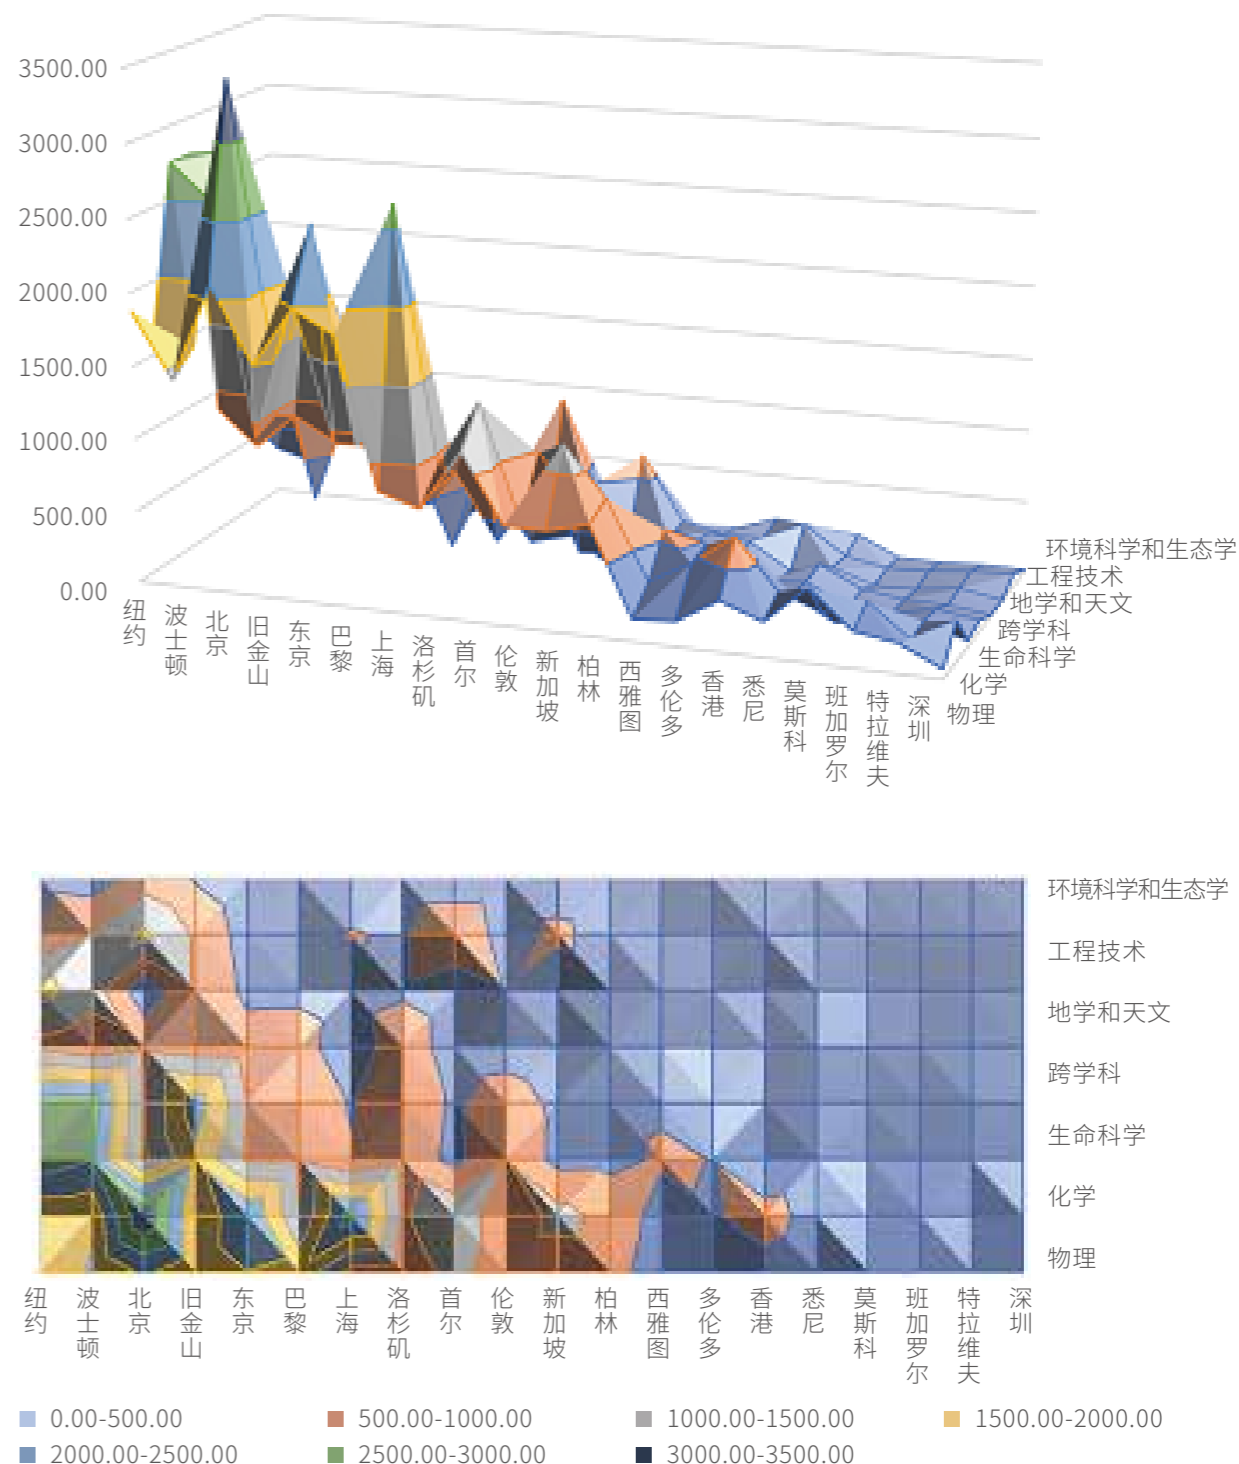 3500.00
3000.00
2500.00
2000.00
1500.00
1000.00
500.00
0.00
纽约
波士顿
北京
旧金山
东京
巴黎
上海
洛杉矶
首尔
伦敦
新加坡
柏林
西雅图
多伦多
香港
悉尼
莫斯科
班加罗尔
特拉维夫
深圳
环境科学和生态学
工程技术
地学和天文
跨学科
生命科学
化学
物理
环境科学和生态学
工程技术
地学和天文
跨学科
生命科学
化学
物理
纽约
波士顿
北京
旧金山
东京
巴黎
上海
洛杉矶
首尔
伦敦
新加坡
柏林
西雅图
多伦多
香港
悉尼
莫斯科
班加罗尔
特拉维夫
深圳
0.00-500.00 500.00-1000.00 1000.00-1500.00 1500.00-2000.00
2000.00-2500.00 2500.00-3000.00 3000.00-3500.00